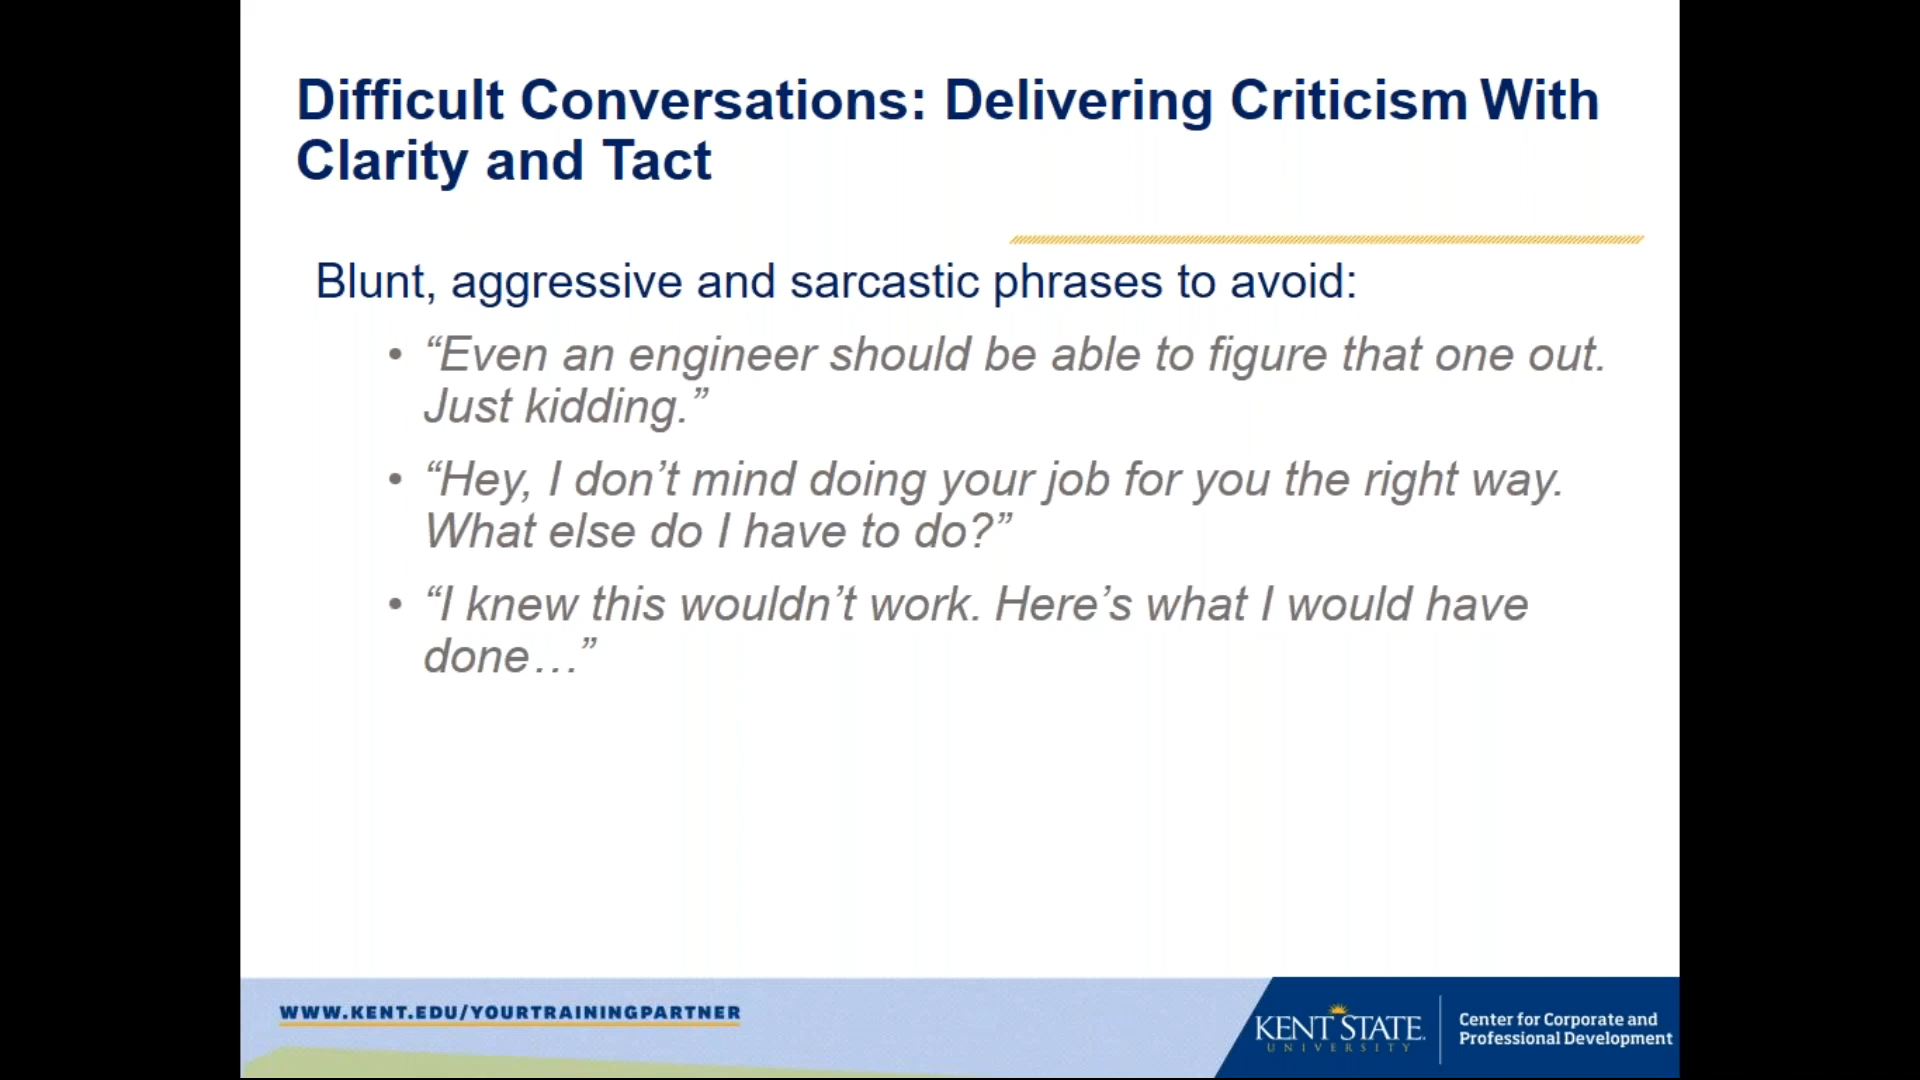 Difficult Conversations: Delivering Criticism With
Clarity and Tact
Blunt, aggressive and sarcastic phrases to avoid:
• “Even an engineer should be able to figure that one out.
Just kidding.”
• “Hey, I don’t mind doing your job for you the right way.
What else do I have to do?”
• “I knew this wouldn’t work. Here’s what I would have
done…”
WWW.KENT.EDU/YOURTRAININGPARTNER
KENT STATE
UNIVERSITY
Center for Corporate and
Professional Development